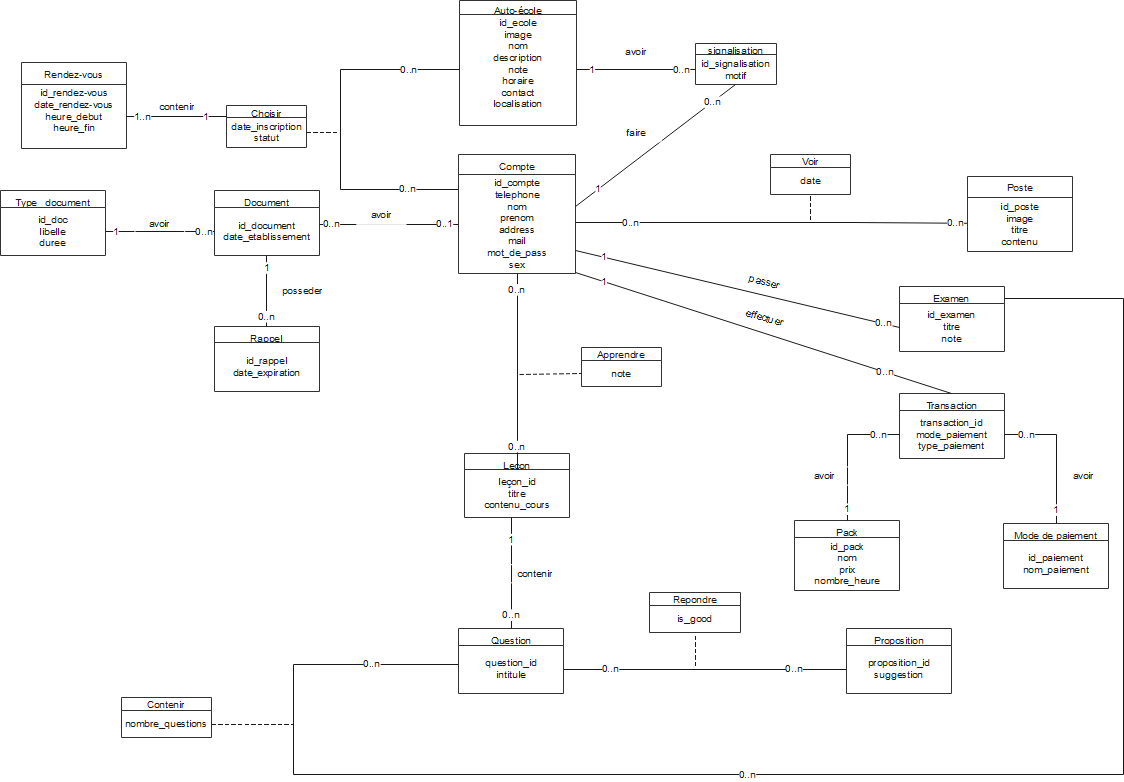 Auto-école
id_ecole
image
nom
description
note
horaire
contact
localisation
0..n
1
avoir
0..n
signalisation
id_signalisation
motif
0..n
faire
1
Rendez-vous
id_rendez-vous
date_rendez-vous
heure_debut
heure_fin
1..n
contenir
1
Choisir
date_inscription
statut
0..n
Compte
id_compte
telephone
nom
prenom
address
mail
mot_de_pass
sex
Voir
date
0..n
0..n
Poste
id_poste
image
titre
contenu
Type_document
id_doc
libelle
duree
1
avoir
0..n
Document
id_document
date_etablissement
0..n
avoir
0..1
1
posseder
0..n
Rappel
id_rappel
date_expiration
1
passer
0..n
Examen
id_examen
titre
note
1
effectuer
0..n
Transaction
transaction_id
mode_paiement
type_paiement
0..n
Apprendre
note
0..n
Leçon
leçon_id
titre
contenu_cours
0..n
avoir
1
0..n
avoir
1
Pack
id_pack
nom
prix
nombre_heure
Mode de paiement
id_paiement
nom_paiement
1
contenir
0..n
Question
question_id
intitule
Repondre
is_good
0..n
0..n
Proposition
proposition_id
suggestion
0..n
Contenir
nombre_questions
0..n